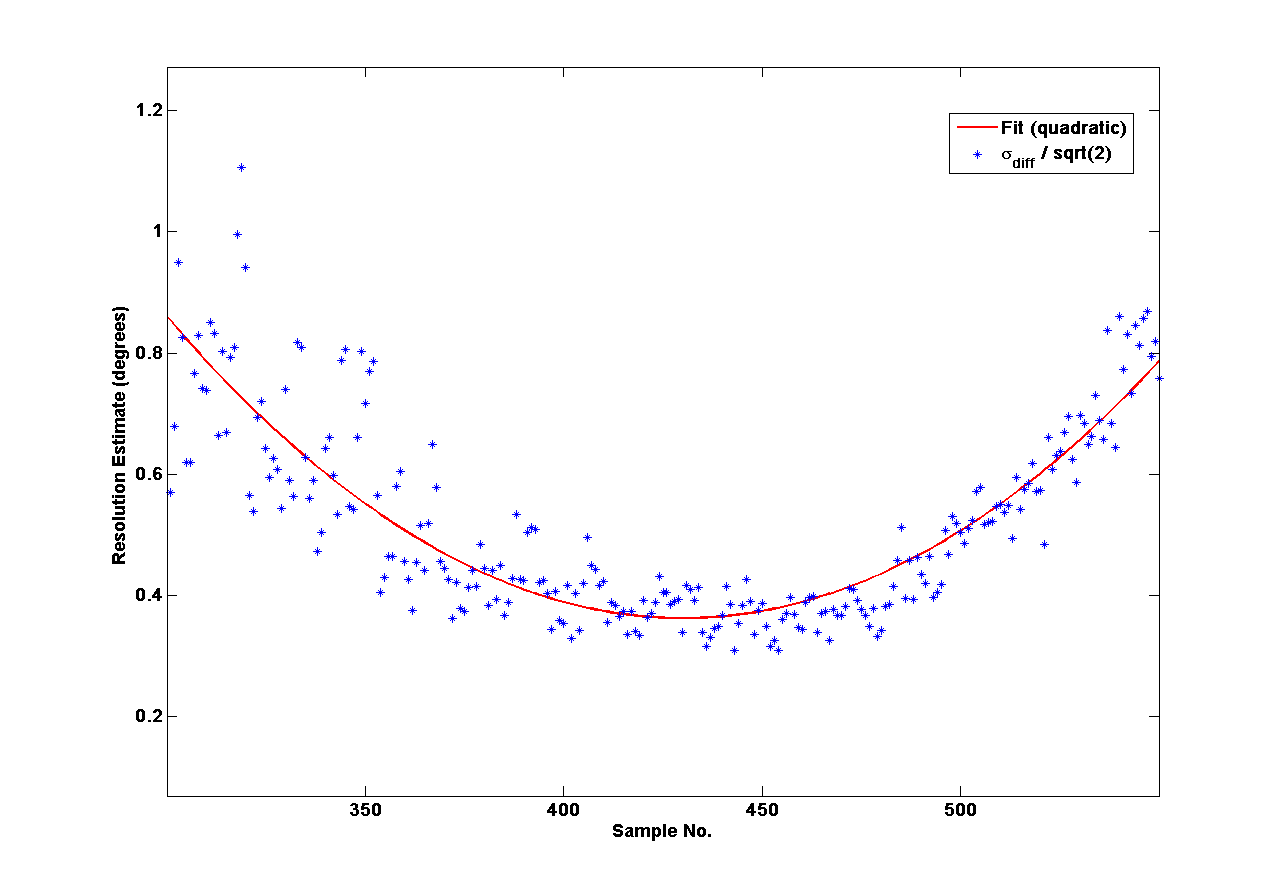 1.2
1
0.8
0.6
0.4
0.2
Resolution Estimate (degrees)
Fit (quadratic)
σdiff / sqrt(2)
350
400
450
500
Sample No.